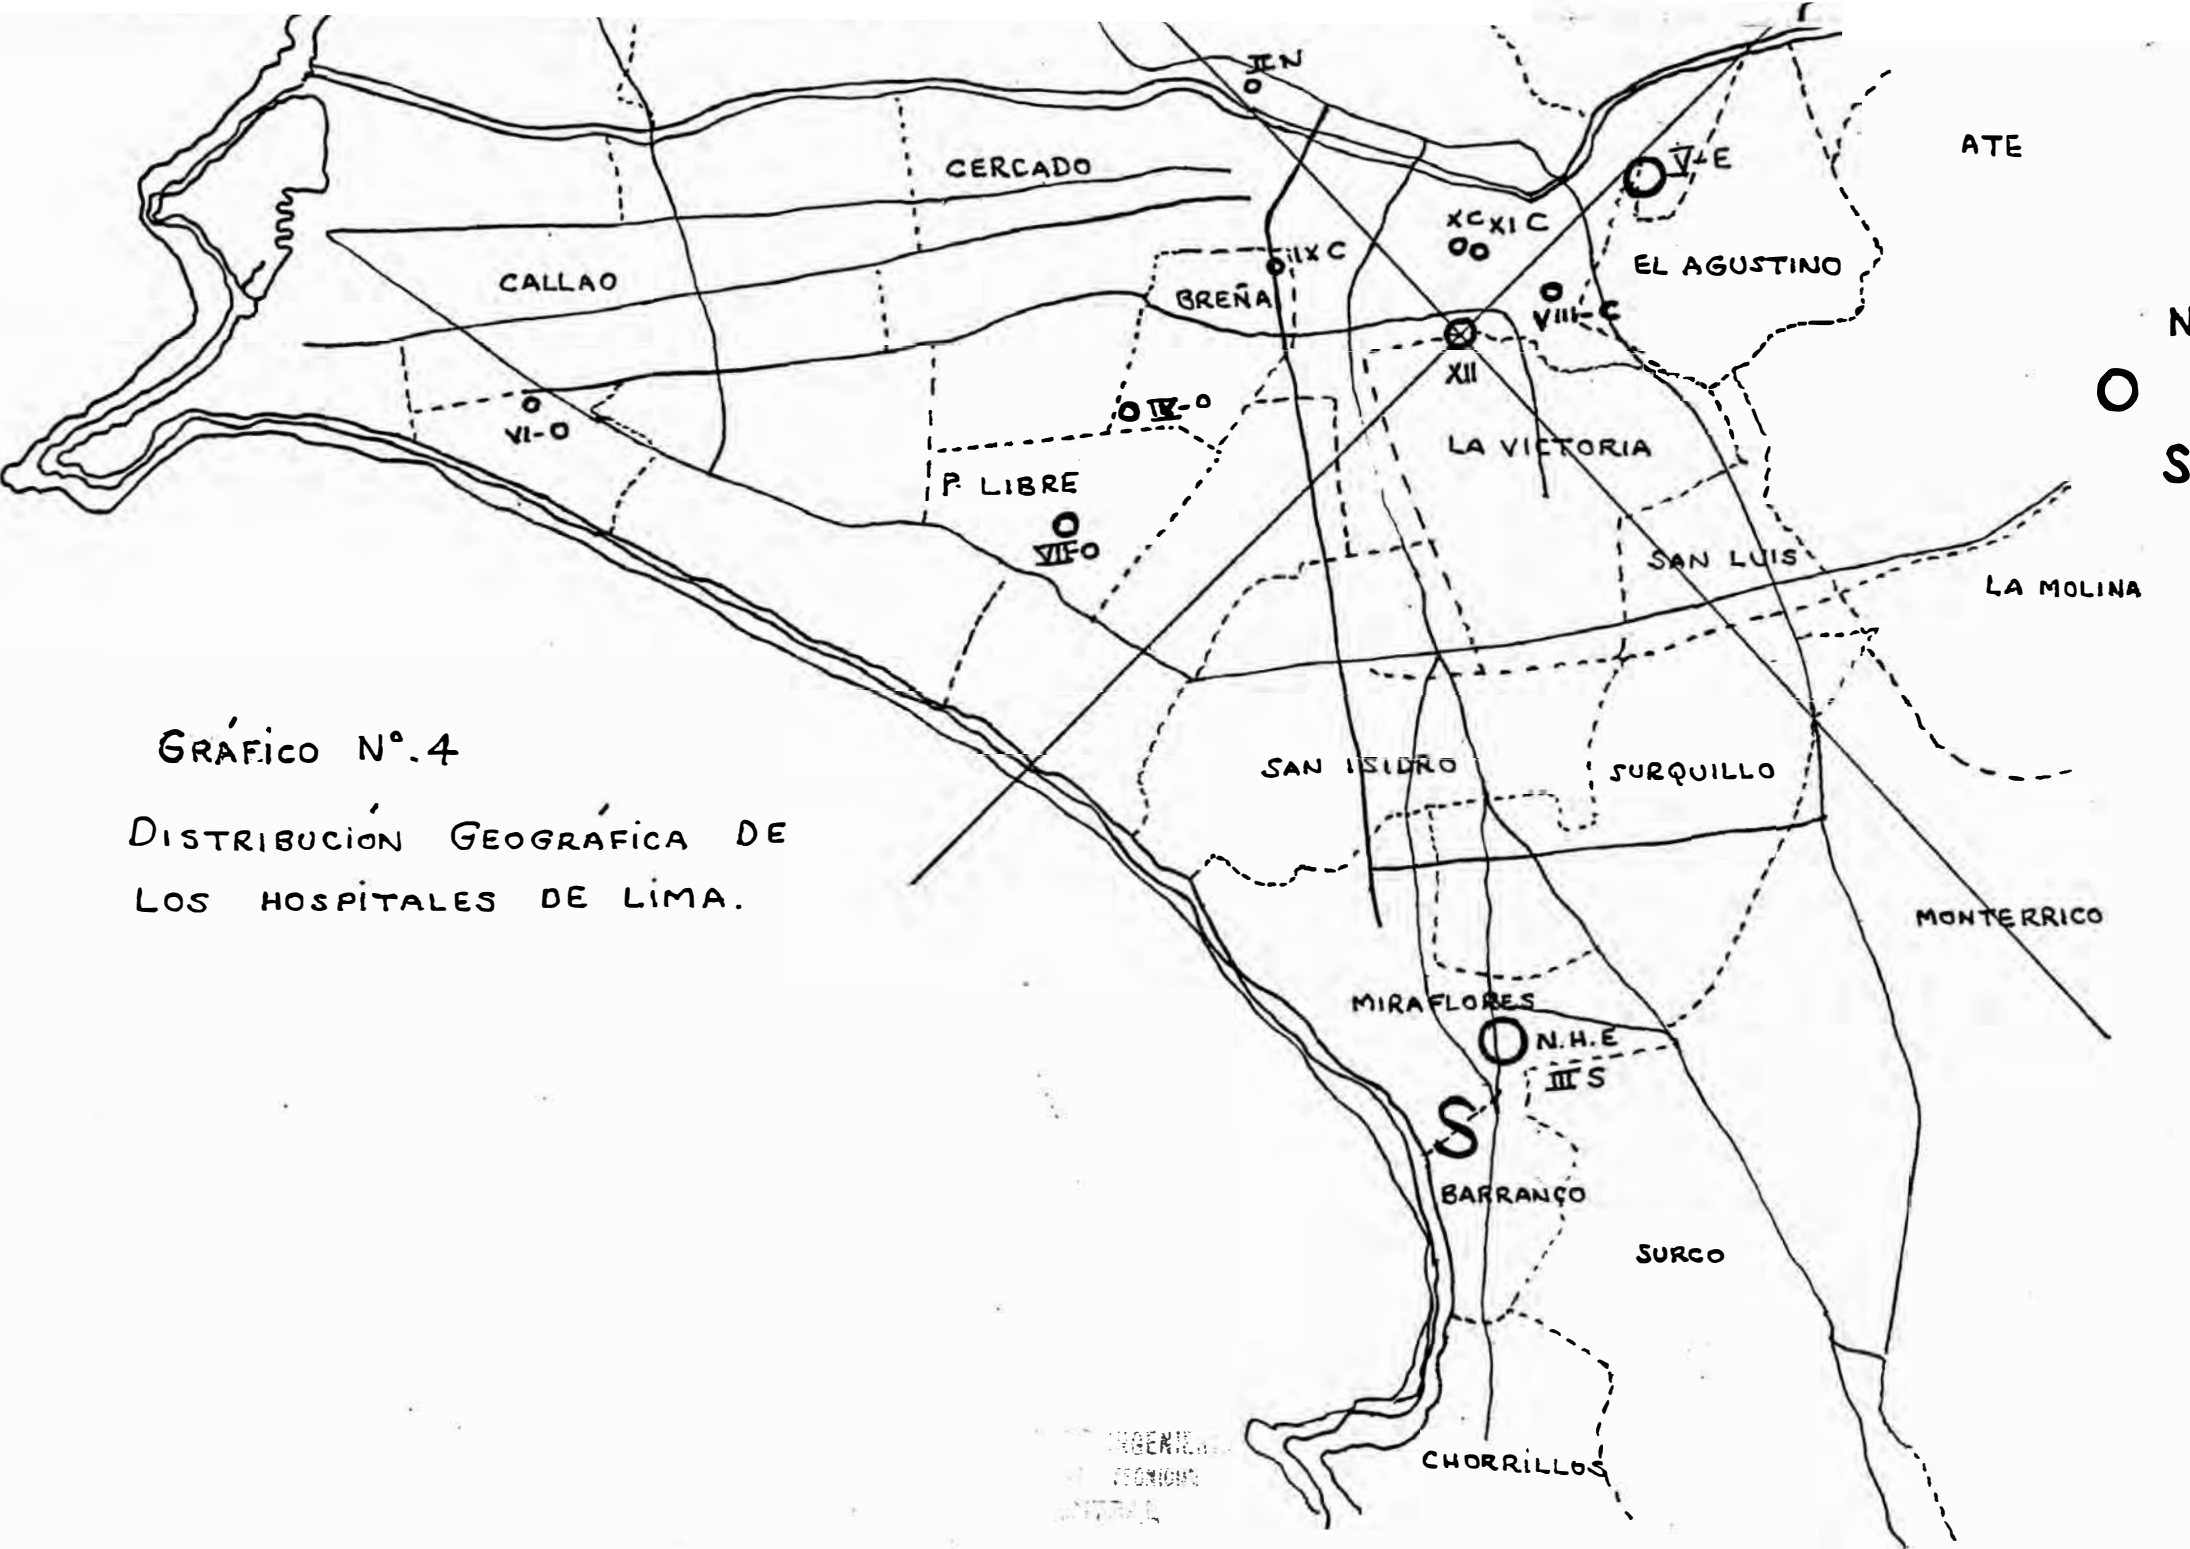 II N
ATE
V-E
CERCADO
XC XI C
IX C
EL AGUSTINO
CALLAO
BREÑA
VIII-C
N
XII
O
IV-O
VI-O
LA VICTORIA
S
P. LIBRE
VII-O
SAN LUIS
LA MOLINA
GRÁFICO Nº.4
SAN ISIDRO
SURQUILLO
DISTRIBUCIÓN GEOGRÁFICA DE
LOS HOSPITALES DE LIMA.
MONTERRICO
MIRAFLORES
N.H.E
III S
S
BARRANCO
SURCO
CHORRILLOS